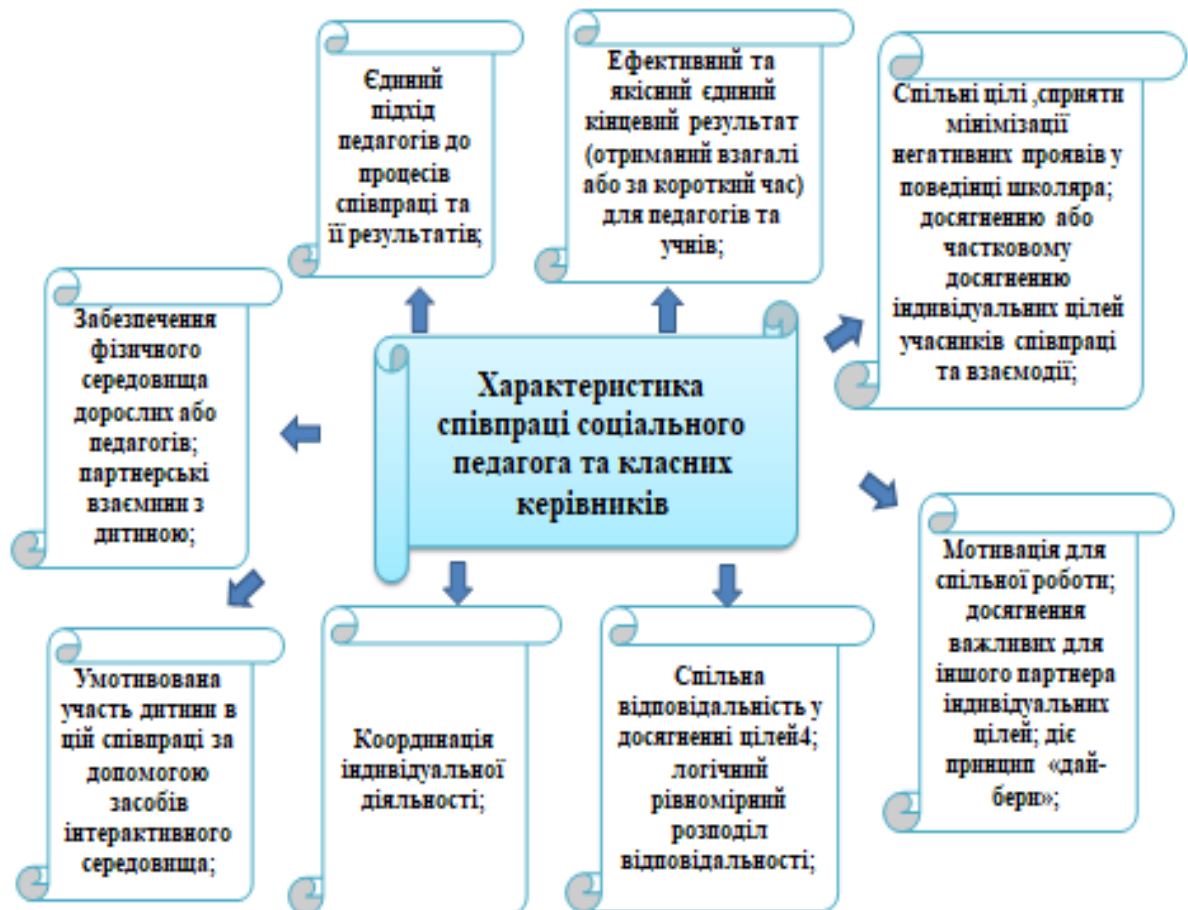 Єдиний
підхід
педагогів до
процесів
співпраці та
її результатів;
Ефективний та
якісний єдиний
кінцевий результат
(отриманий взагалі
або за короткий час)
для педагогів та
учнів;
Спільні цілі ,сприяти
мінімізації
негативних проявів у
поведінці школяра;
досягненню або
частковому
досягненню
індивідуальних цілей
учасників співпраці
та взаємодії;
Забезпечення
фізичного
середовища
дорослих або
педагогів;
партнерські
взаємини з
дитиною;
Характеристика
співпраці соціального
педагога та класних
керівників
Мотивація для
спільної роботи;
досягнення
важливих для
іншого партнера
індивідуальних
цілей; діє
принцип «дай-
бери»;
Умотивована
участь дитини в
цій співпраці за
допомогою
засобів
інтерактивного
середовища;
Координація
індивідуальної
діяльності;
Спільна
відповідальність у
досягненні цілей4;
логічний
рівномірний
розподіл
відповідальності;